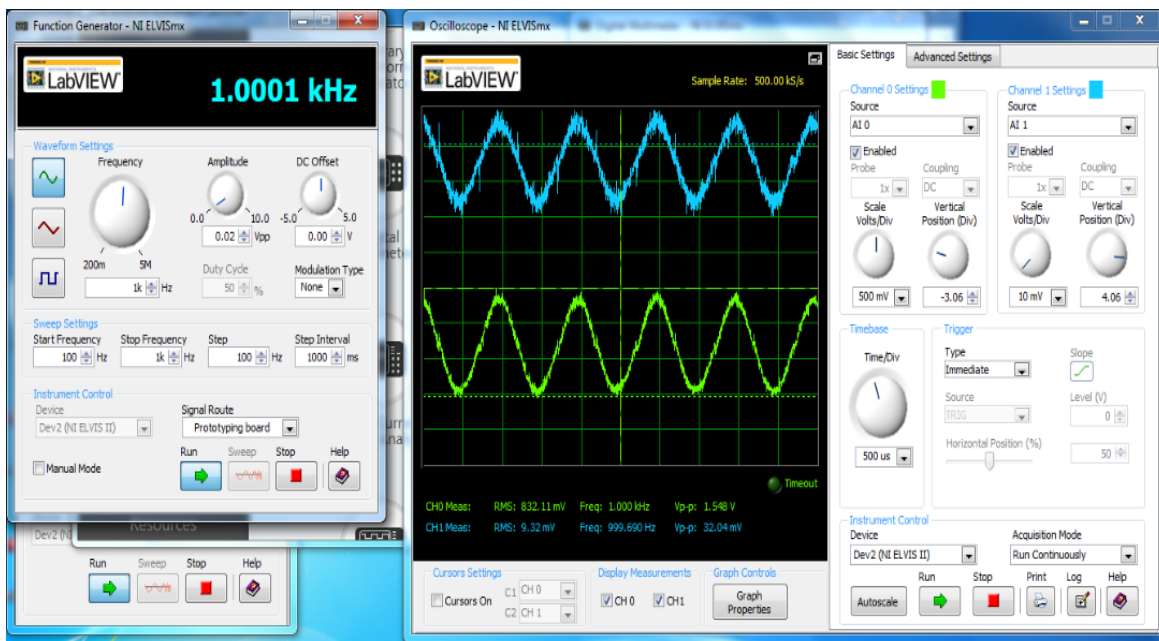 Function Generator - NI ELVISmx
POWERED BY
NATIONAL INSTRUMENTS
LabVIEW™
1.0001 kHz
Waveform Settings
Frequency
Amplitude
DC Offset
0.0
10.0
-5.0
5.0
0.02 Vpp
0.00 V
200m
5M
1k Hz
Duty Cycle
50 %
Modulation Type
None
Sweep Settings
Start Frequency
Stop Frequency
Step
Step Interval
100 Hz
1k Hz
100 Hz
1000 ms
Instrument Control
Device
Signal Route
Dev2 (NI ELVIS II)
Prototyping board
Manual Mode
Run
Sweep
Stop
Help
Resources
Run
Sweep
Stop
Help
Oscilloscope - NI ELVISmx
LabVIEW™
Sample Rate: 500.00 kS/s
Timeout
CH0 Meas: RMS: 832.11 mV Freq: 1.000 kHz Vp-p: 1.548 V
CH1 Meas: RMS: 9.32 mV Freq: 999.690 Hz Vp-p: 32.04 mV
Cursors Settings
Cursors On
C1 CH 0
C2 CH 1
Display Measurements
CH 0
CH1
Graph Controls
Graph
Properties
Basic Settings
Advanced Settings
Channel 0 Settings
Source
AI 0
Enabled
Probe
Coupling
1x
DC
Scale
Volts/Div
Vertical
Position (Div)
500 mV
-3.06
Channel 1 Settings
Source
AI 1
Enabled
Probe
Coupling
1x
DC
Scale
Volts/Div
Vertical
Position (Div)
10 mV
4.06
Timebase
Time/Div
500 us
Trigger
Type
Immediate
Slope
Source
TRIG
Level (V)
0
Horizontal Position (%)
50
Instrument Control
Device
Acquisition Mode
Dev2 (NI ELVIS II)
Run Continuously
Run
Stop
Print
Log
Help
Autoscale